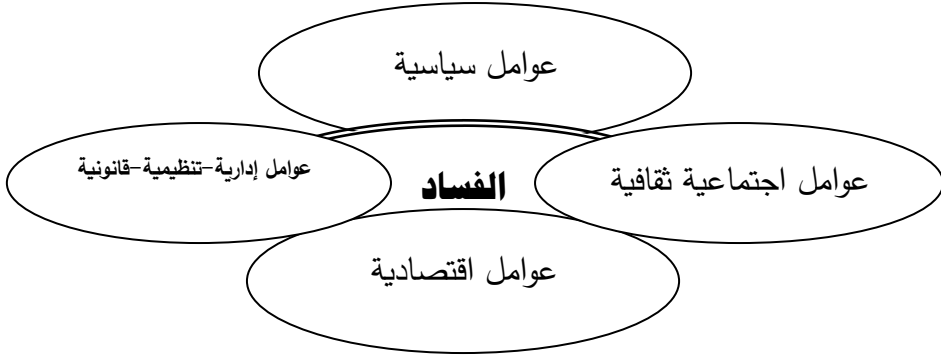 عوامل سياسية
عوامل اجتماعية ثقافية
الفساد
عوامل إدارية-تنظيمية-قانونية
عوامل اقتصادية